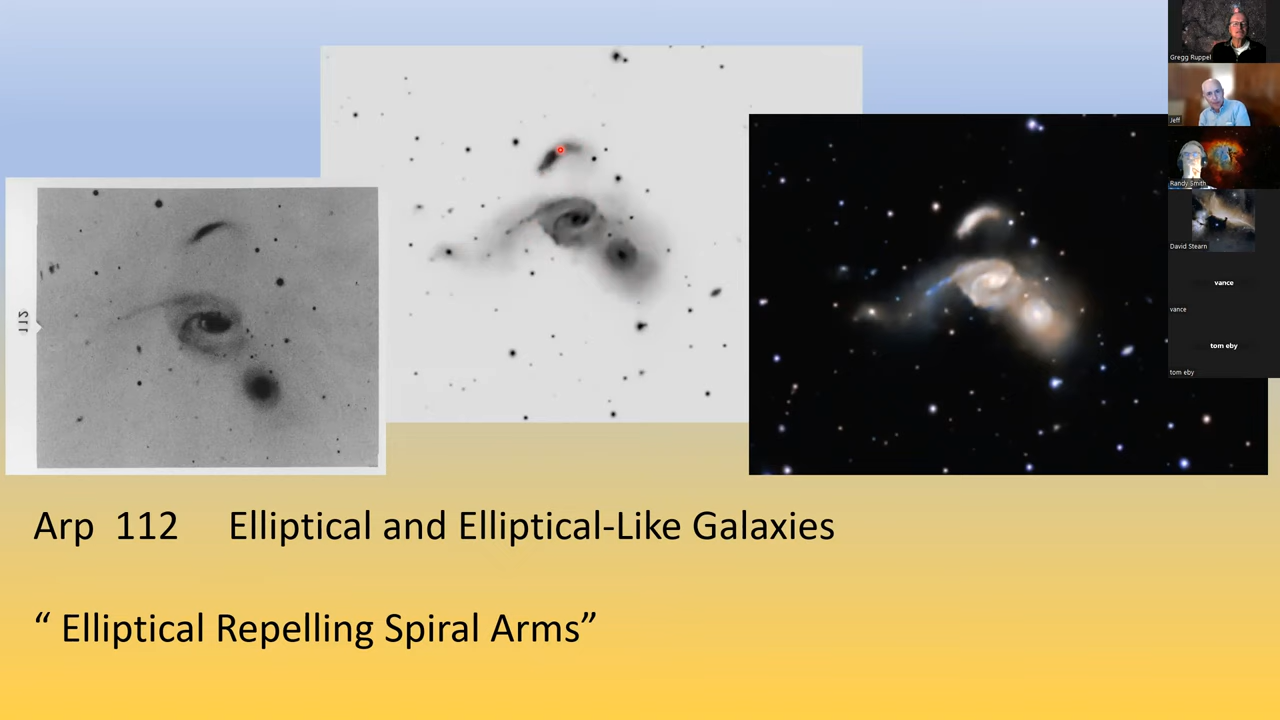 Gregg Ruppel
Jeff
Randy Smith
David Stearn
vance
vance
tom eby
tom eby
112
Arp 112 Elliptical and Elliptical-Like Galaxies
“ Elliptical Repelling Spiral Arms”